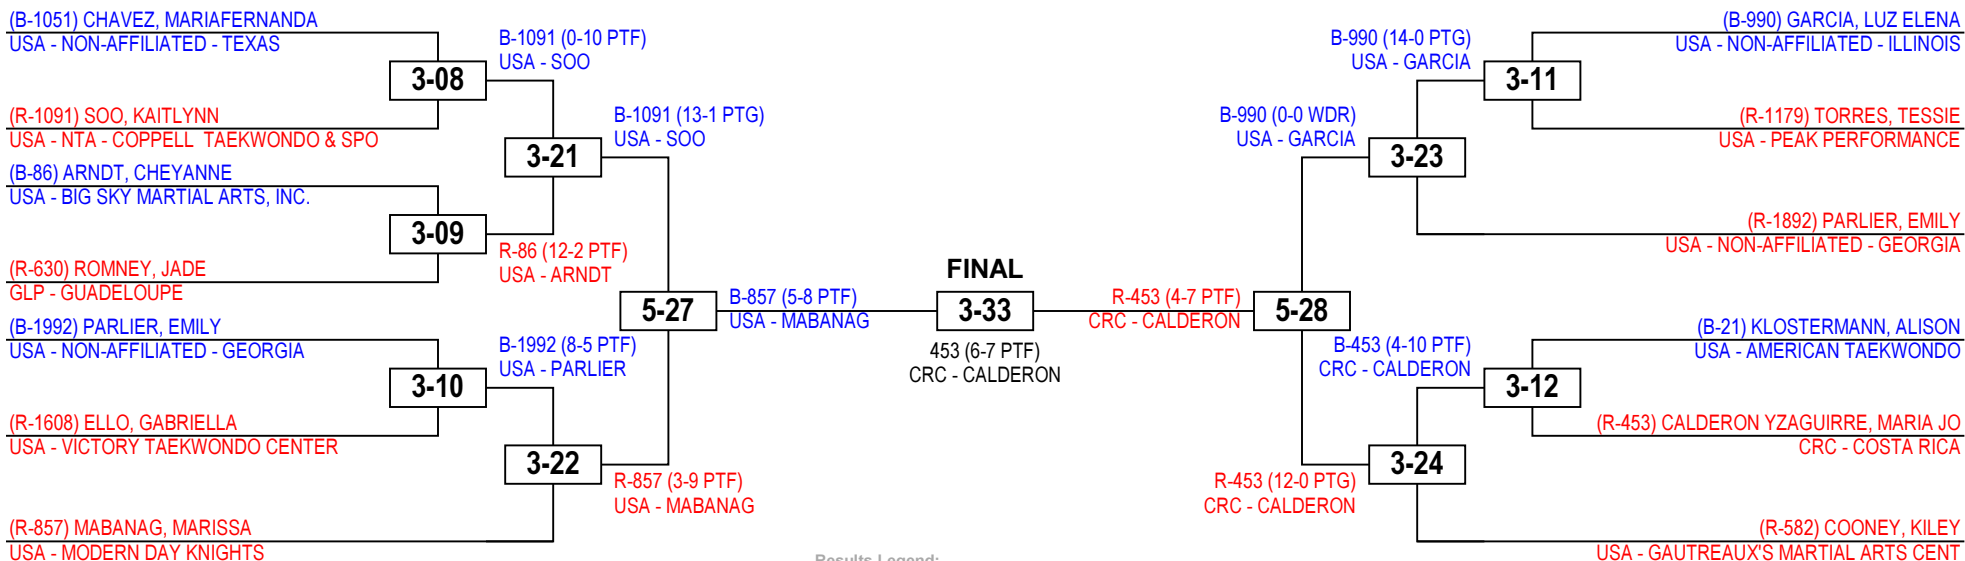 (B-1051) CHAVEZ, MARIAFERNANDA
USA - NON-AFFILIATED - TEXAS
3-08
(R-1091) SOO, KAITLYNN
USA - NTA - COPPELL TAEKWONDO & SPO
B-1091 (0-10 PTF)
USA - SOO
3-21
(B-86) ARNDT, CHEYANNE
USA - BIG SKY MARTIAL ARTS, INC.
3-09
(R-630) ROMNEY, JADE
GLP - GUADELOUPE
R-86 (12-2 PTF)
USA - ARNDT
B-1091 (13-1 PTG)
USA - SOO
5-27
(B-1992) PARLIER, EMILY
USA - NON-AFFILIATED - GEORGIA
3-10
(R-1608) ELLO, GABRIELLA
USA - VICTORY TAEKWONDO CENTER
B-1992 (8-5 PTF)
USA - PARLIER
3-22
(R-857) MABANAG, MARISSA
USA - MODERN DAY KNIGHTS
R-857 (3-9 PTF)
USA - MABANAG
B-857 (5-8 PTF)
USA - MABANAG
FINAL
3-33
453 (6-7 PTF)
CRC - CALDERON
R-453 (4-7 PTF)
CRC - CALDERON
5-28
B-990 (0-0 WDR)
USA - GARCIA
3-23
B-990 (14-0 PTG)
USA - GARCIA
3-11
(B-990) GARCIA, LUZ ELENA
USA - NON-AFFILIATED - ILLINOIS
(R-1179) TORRES, TESSIE
USA - PEAK PERFORMANCE
(R-1892) PARLIER, EMILY
USA - NON-AFFILIATED - GEORGIA
R-453 (12-0 PTG)
CRC - CALDERON
3-24
B-453 (4-10 PTF)
CRC - CALDERON
3-12
(B-21) KLOSTERMANN, ALISON
USA - AMERICAN TAEKWONDO
(R-453) CALDERON YZAGUIRRE, MARIA JO
CRC - COSTA RICA
(R-582) COONEY, KILEY
USA - GAUTREAUX'S MARTIAL ARTS CENT
Results Legend: